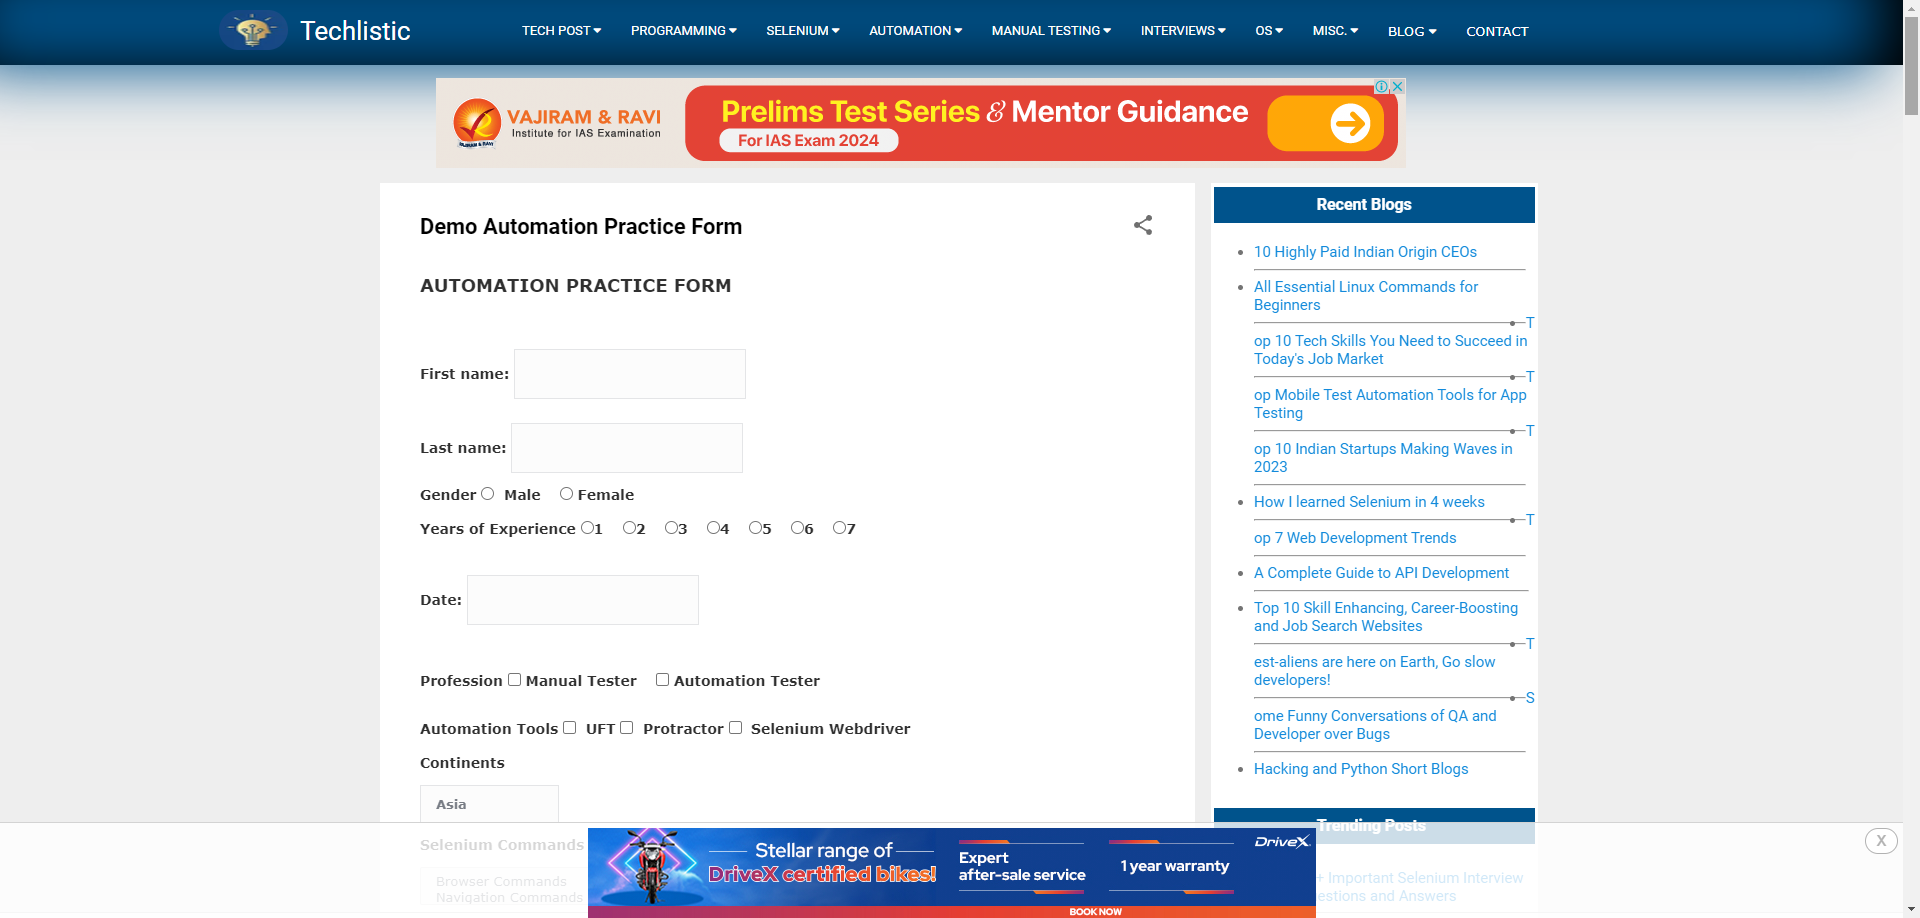 Techlistic
TECH POST PROGRAMMING SELENIUM AUTOMATION MANUAL TESTING INTERVIEWS OS MISC. BLOG CONTACT
VAJIRAM & RAVI
Institute for IAS Examination
VAJIRAM & RAVI
Prelims Test Series & Mentor Guidance
For IAS Exam 2024
Demo Automation Practice Form
AUTOMATION PRACTICE FORM
First name:
Last name:
Gender Male Female
Years of Experience 1 2 3 4 5 6 7
Date:
Profession Manual Tester Automation Tester
Automation Tools UFT Protractor Selenium Webdriver
Continents
Asia
Selenium Commands
Browser Commands
Navigation Commands
Recent Blogs
10 Highly Paid Indian Origin CEOs
All Essential Linux Commands for
Beginners
T
op 10 Tech Skills You Need to Succeed in
Today's Job Market
T
op Mobile Test Automation Tools for App
Testing
T
op 10 Indian Startups Making Waves in
2023
How I learned Selenium in 4 weeks
T
op 7 Web Development Trends
A Complete Guide to API Development
Top 10 Skill Enhancing, Career-Boosting
and Job Search Websites
T
est-aliens are here on Earth, Go slow
developers!
S
ome Funny Conversations of QA and
Developer over Bugs
Hacking and Python Short Blogs
Trending Posts
+ Important Selenium Interview
estions and Answers
Stellar range of
DriveX certified bikes!
Expert
after-sale service
1 year warranty
DriveX
BOOK NOW
X